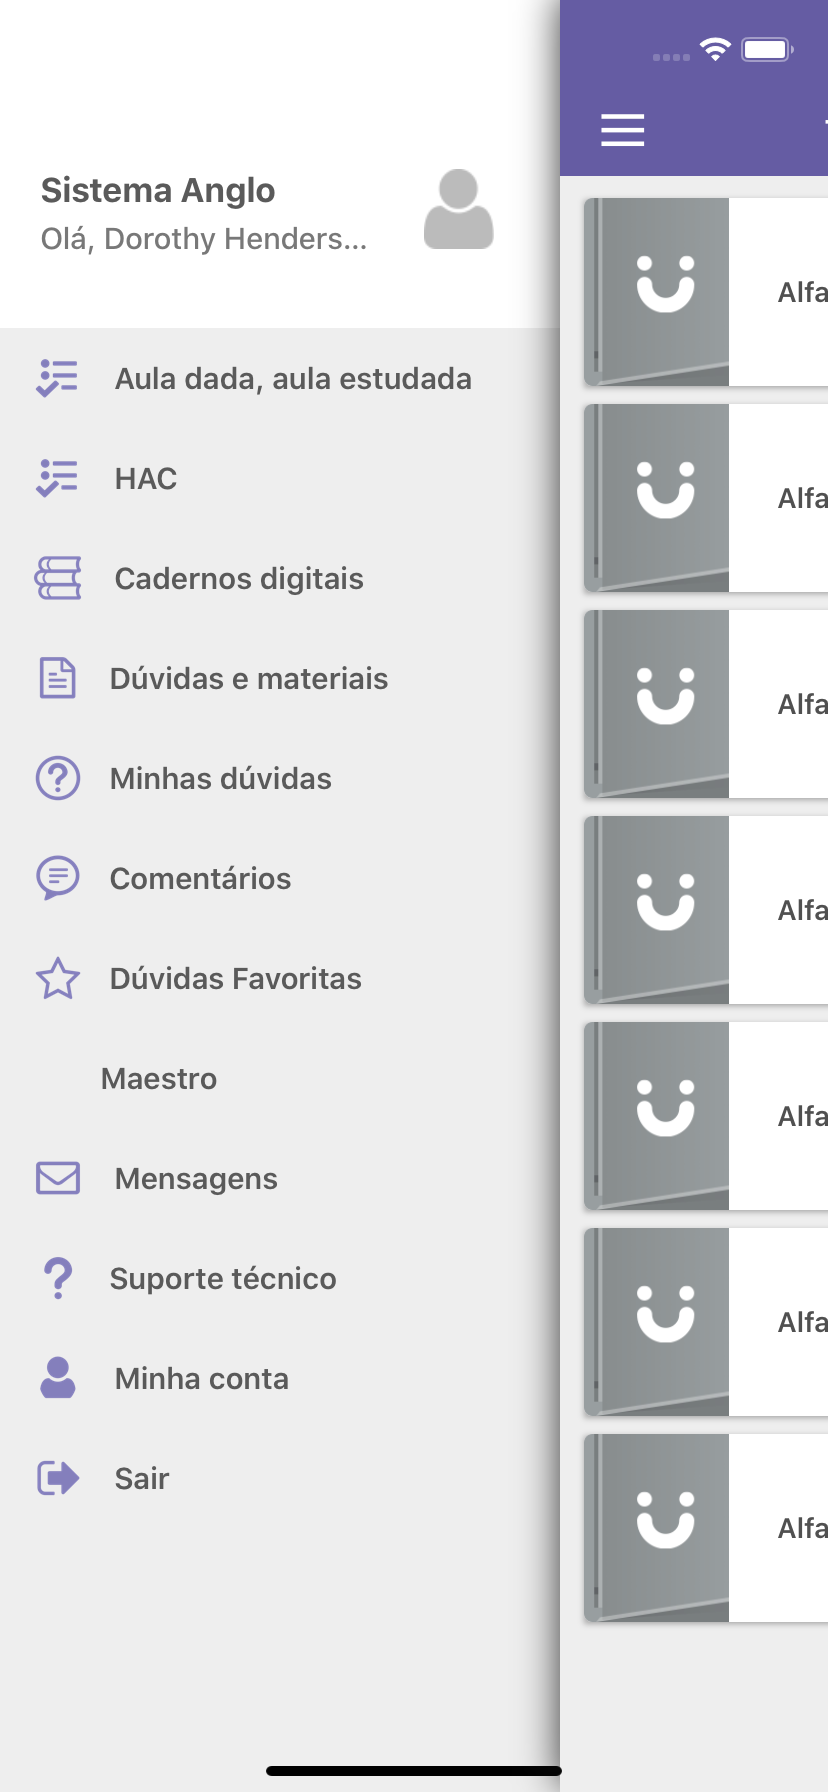 Sistema Anglo
Olá, Dorothy Henders...
Aula dada, aula estudada
HAC
Cadernos digitais
Dúvidas e materiais
Minhas dúvidas
Comentários
Dúvidas Favoritas
Maestro
Mensagens
Suporte técnico
Minha conta
Sair
Alfa
Alfa
Alfa
Alfa
Alfa
Alfa
Alfa